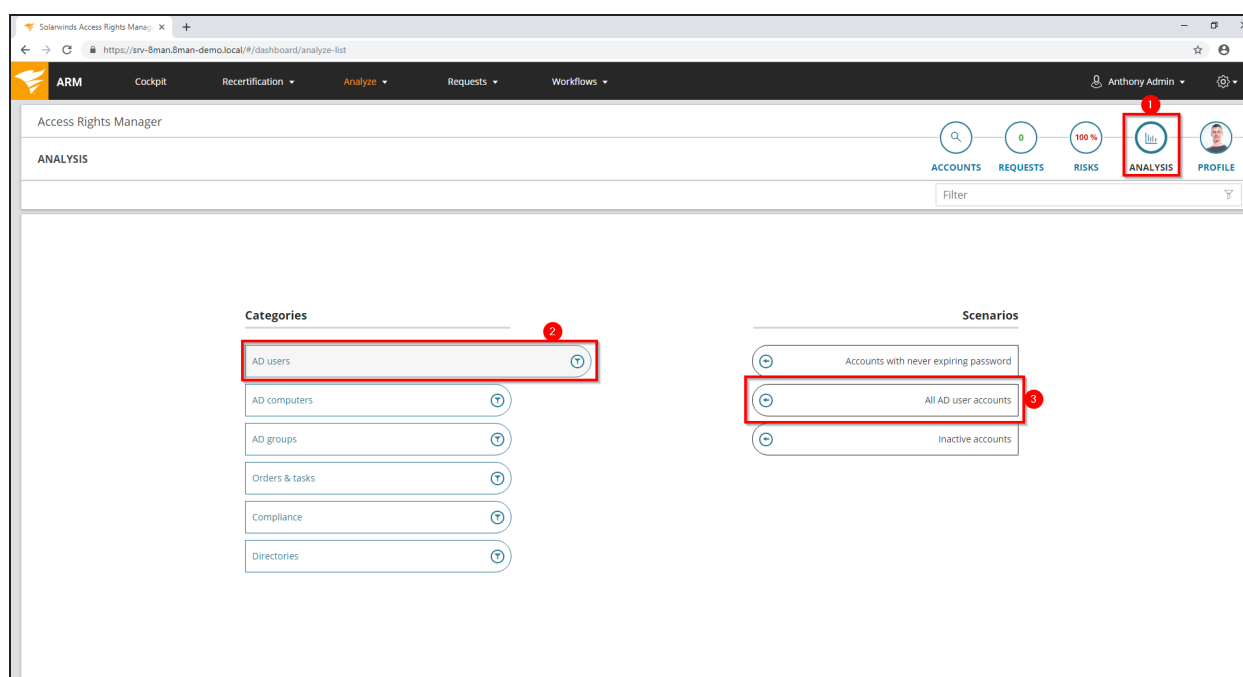 Solarwinds Access Rights Manag
https://srv-8man.8man-demo.local/#/dashboard/analyze-list
ARM Cockpit Recertification Analyze Requests Workflows Anthony Admin
1
Access Rights Manager
0 100 %
ANALYSIS
ACCOUNTS REQUESTS RISKS ANALYSIS PROFILE
Filter
Categories Scenarios
2
AD users Accounts with never expiring password
AD computers All AD user accounts 3
AD groups Inactive accounts
Orders & tasks
Compliance
Directories